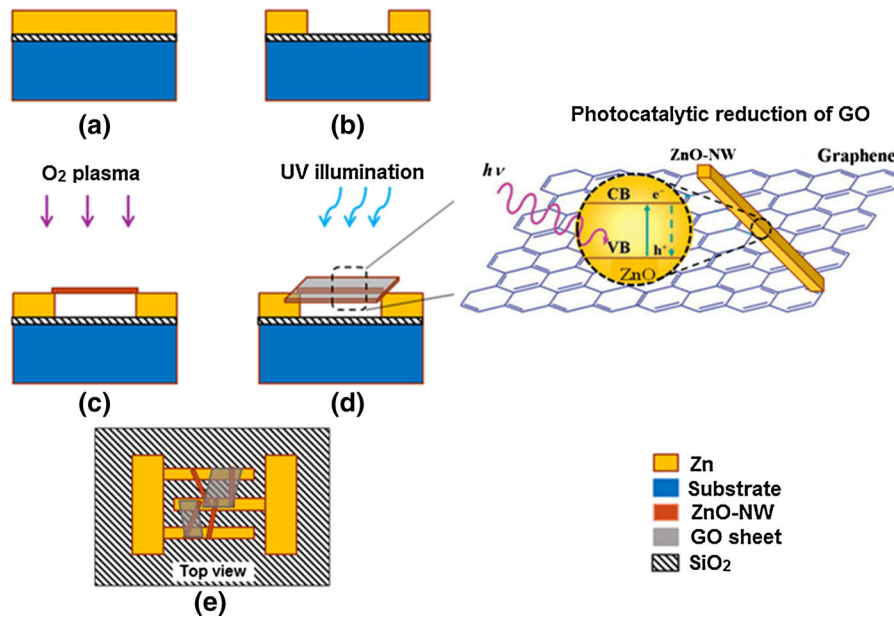 (a)
(b)
Photocatalytic reduction of GO
O₂ plasma
UV illumination
hν
ZnO-NW
Graphene
CB
e⁻
VB
h⁺
ZnO
(c)
(d)
Top view
(e)
Zn
Substrate
ZnO-NW
GO sheet
SiO₂